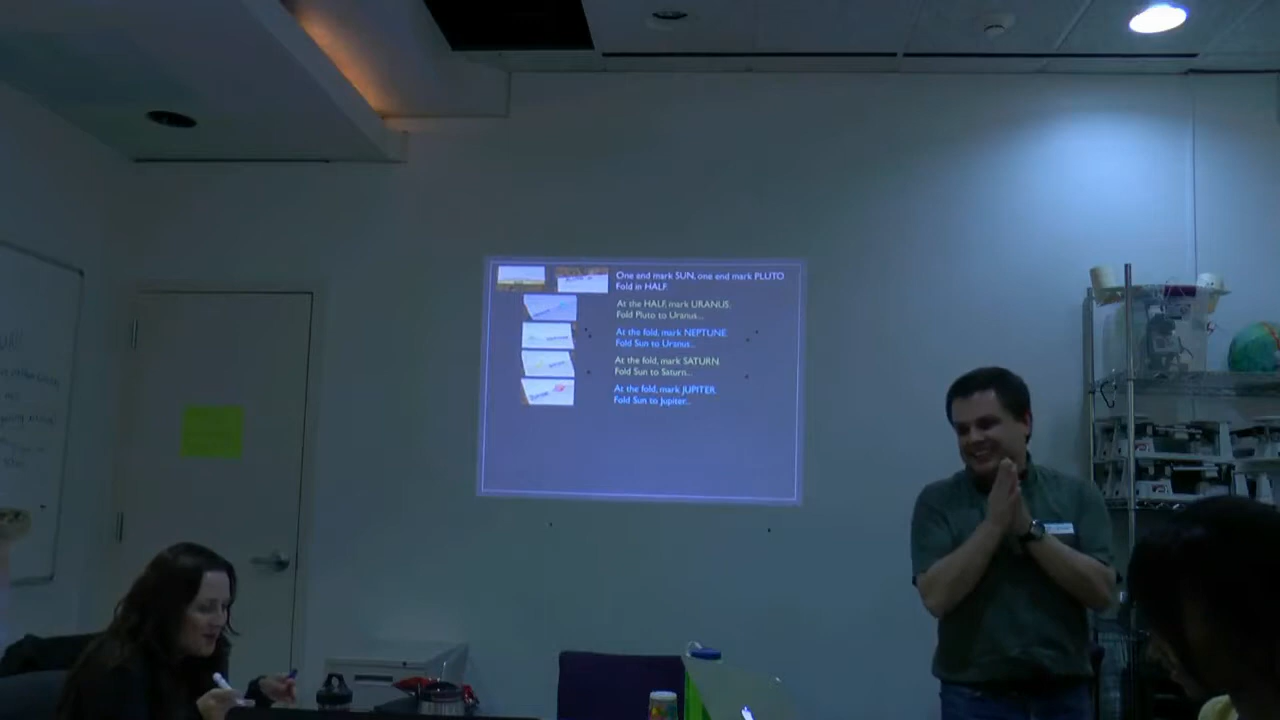 One end mark SUN, one end mark PLUTO
Fold in HALF.
At the HALF, mark URANUS.
Fold Pluto to Uranus...
At the fold, mark NEPTUNE.
Fold Sun to Uranus...
At the fold, mark SATURN.
Fold Sun to Saturn...
At the fold, mark JUPITER.
Fold Sun to Jupiter...